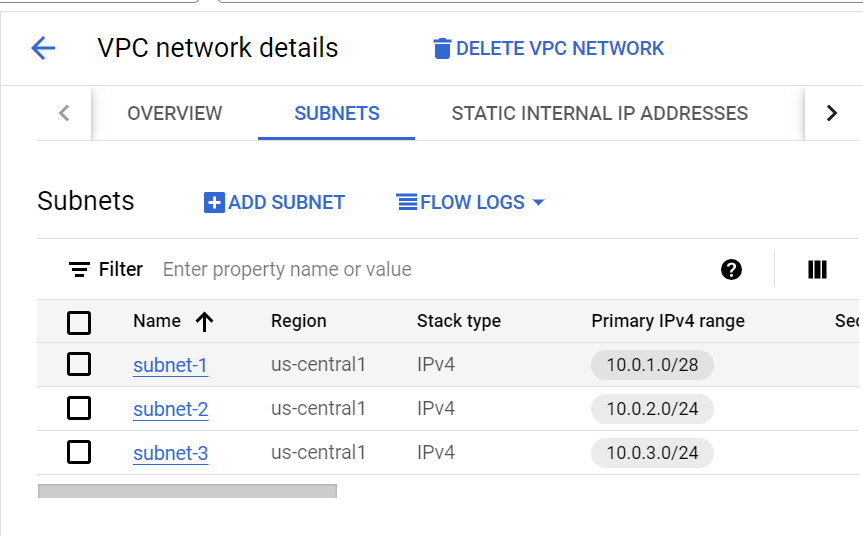 VPC network details DELETE VPC NETWORK
OVERVIEW SUBNETS STATIC INTERNAL IP ADDRESSES
Subnets ADD SUBNET FLOW LOGS
Filter Enter property name or value
Name Region Stack type Primary IPv4 range Sec
subnet-1 us-central1 IPv4 10.0.1.0/28
subnet-2 us-central1 IPv4 10.0.2.0/24
subnet-3 us-central1 IPv4 10.0.3.0/24